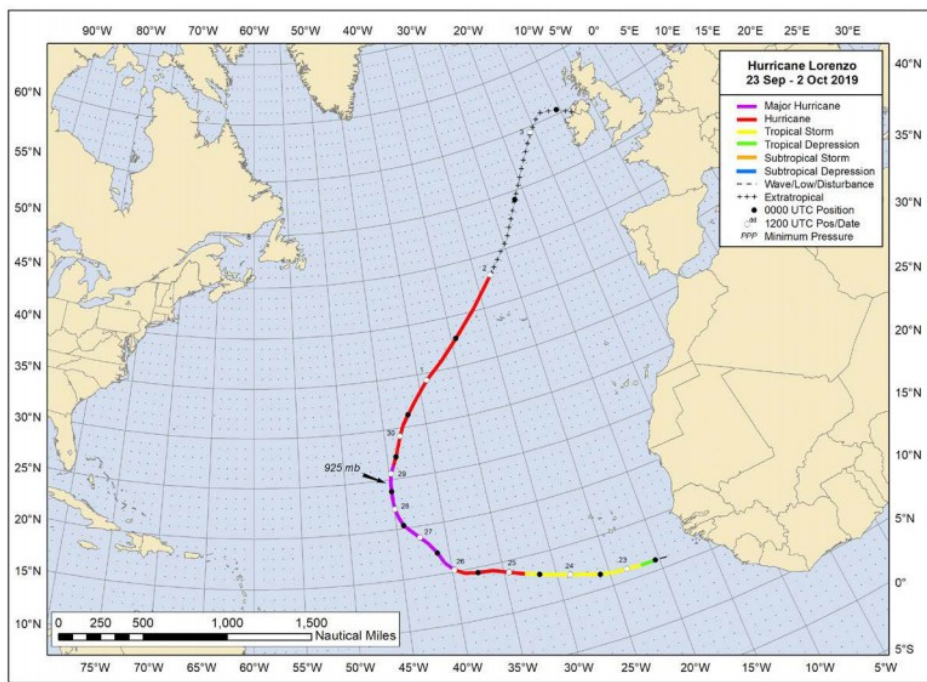 90°W 80°W 70°W 60°W 50°W 40°W 30°W 20°W 10°W 5°W 0° 5°E 10°E 15°E 20°E 25°E 30°E 35°E
Hurricane Lorenzo
23 Sep - 2 Oct 2019
Major Hurricane
Hurricane
Tropical Storm
Tropical Depression
Subtropical Storm
Subtropical Depression
Wave/Low/Disturbance
Extratropical
0000 UTC Position
dd 1200 UTC Pos/Date
PPP Minimum Pressure
60°N
55°N
50°N
45°N
40°N
35°N
30°N
25°N
20°N
15°N
10°N
40°N
35°N
30°N
25°N
20°N
15°N
10°N
5°N
0°
5°S
3
2
1
30
925 mb
29
28
27
26
25
24
23
0 250 500 1,000 1,500
Nautical Miles
75°W 70°W 65°W 60°W 55°W 50°W 45°W 40°W 35°W 30°W 25°W 20°W 15°W 10°W 5°W